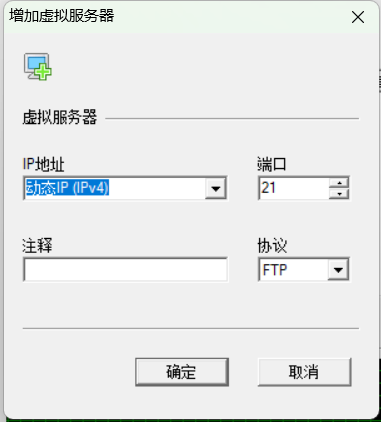 增加虚拟服务器
虚拟服务器
IP地址
端口
动态IP (IPv4)
21
注释
协议
FTP
确定
取消